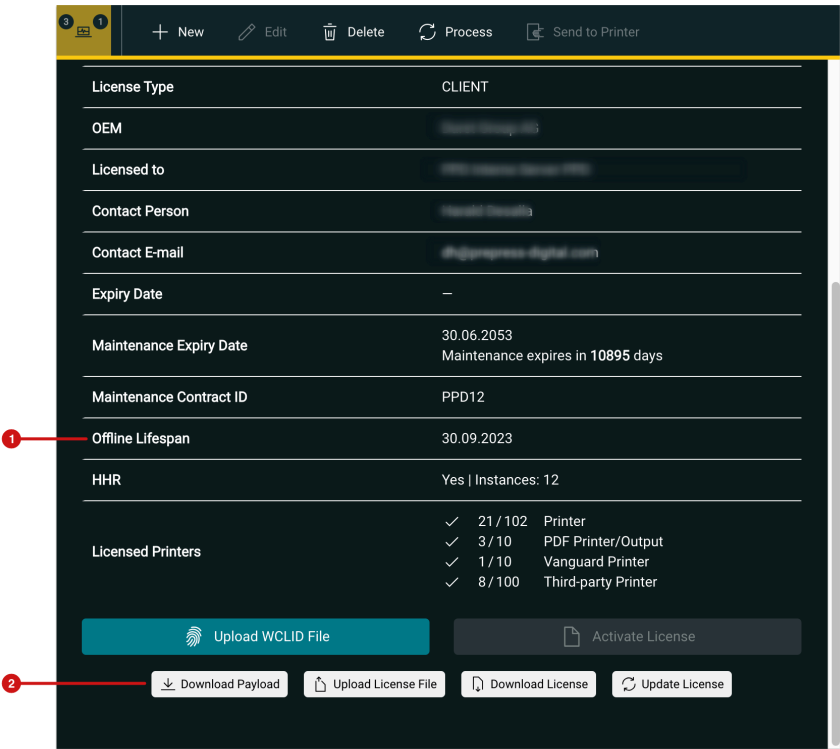 3 1 New Edit Delete Process Send to Printer
License Type CLIENT
OEM
Licensed to
Contact Person
Contact E-mail
Expiry Date –
Maintenance Expiry Date 30.06.2053
Maintenance expires in 10895 days
Maintenance Contract ID PPD12
1 Offline Lifespan 30.09.2023
HHR Yes | Instances: 12
Licensed Printers
21/102 Printer
3/10 PDF Printer/Output
1/10 Vanguard Printer
8/100 Third-party Printer
Upload WCLID File Activate License
2 Download Payload Upload License File Download License Update License